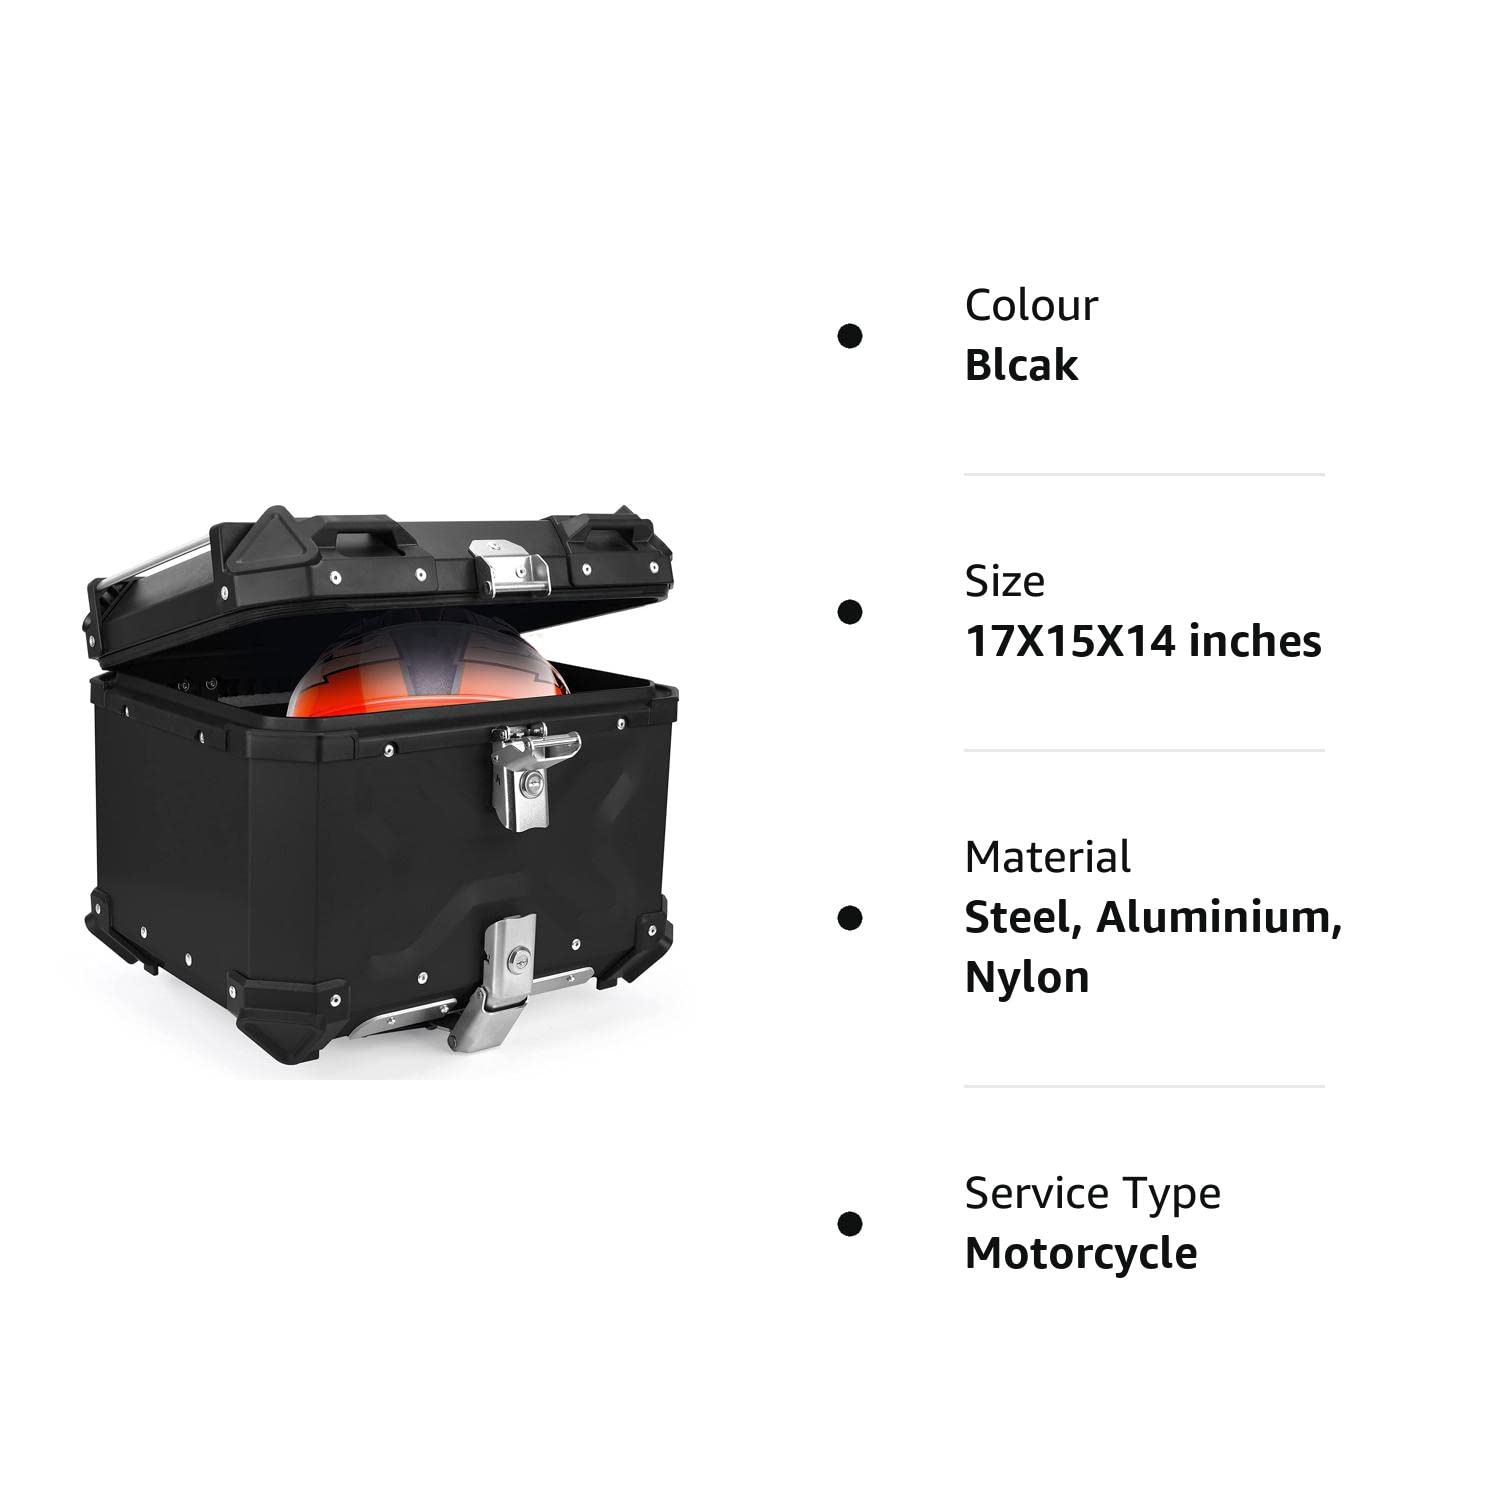 Colour
Blcak
Size
17X15X14 inches
Material
Steel, Aluminium,
Nylon
Service Type
Motorcycle